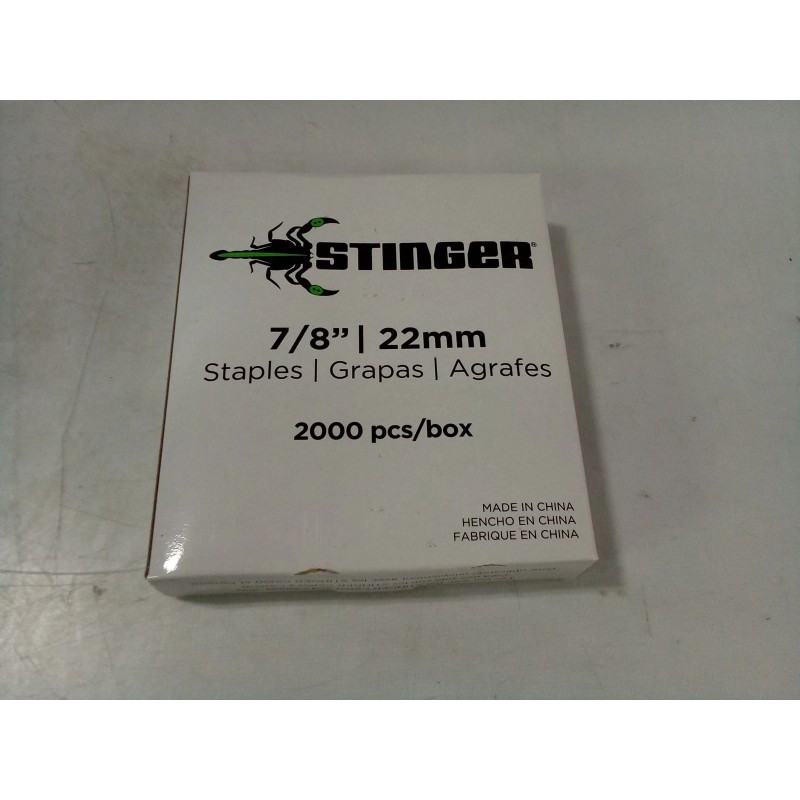 STINGER®
7/8” | 22mm
Staples | Grapas | Agrafes
2000 pcs/box
MADE IN CHINA
HENCHO EN CHINA
FABRIQUE EN CHINA